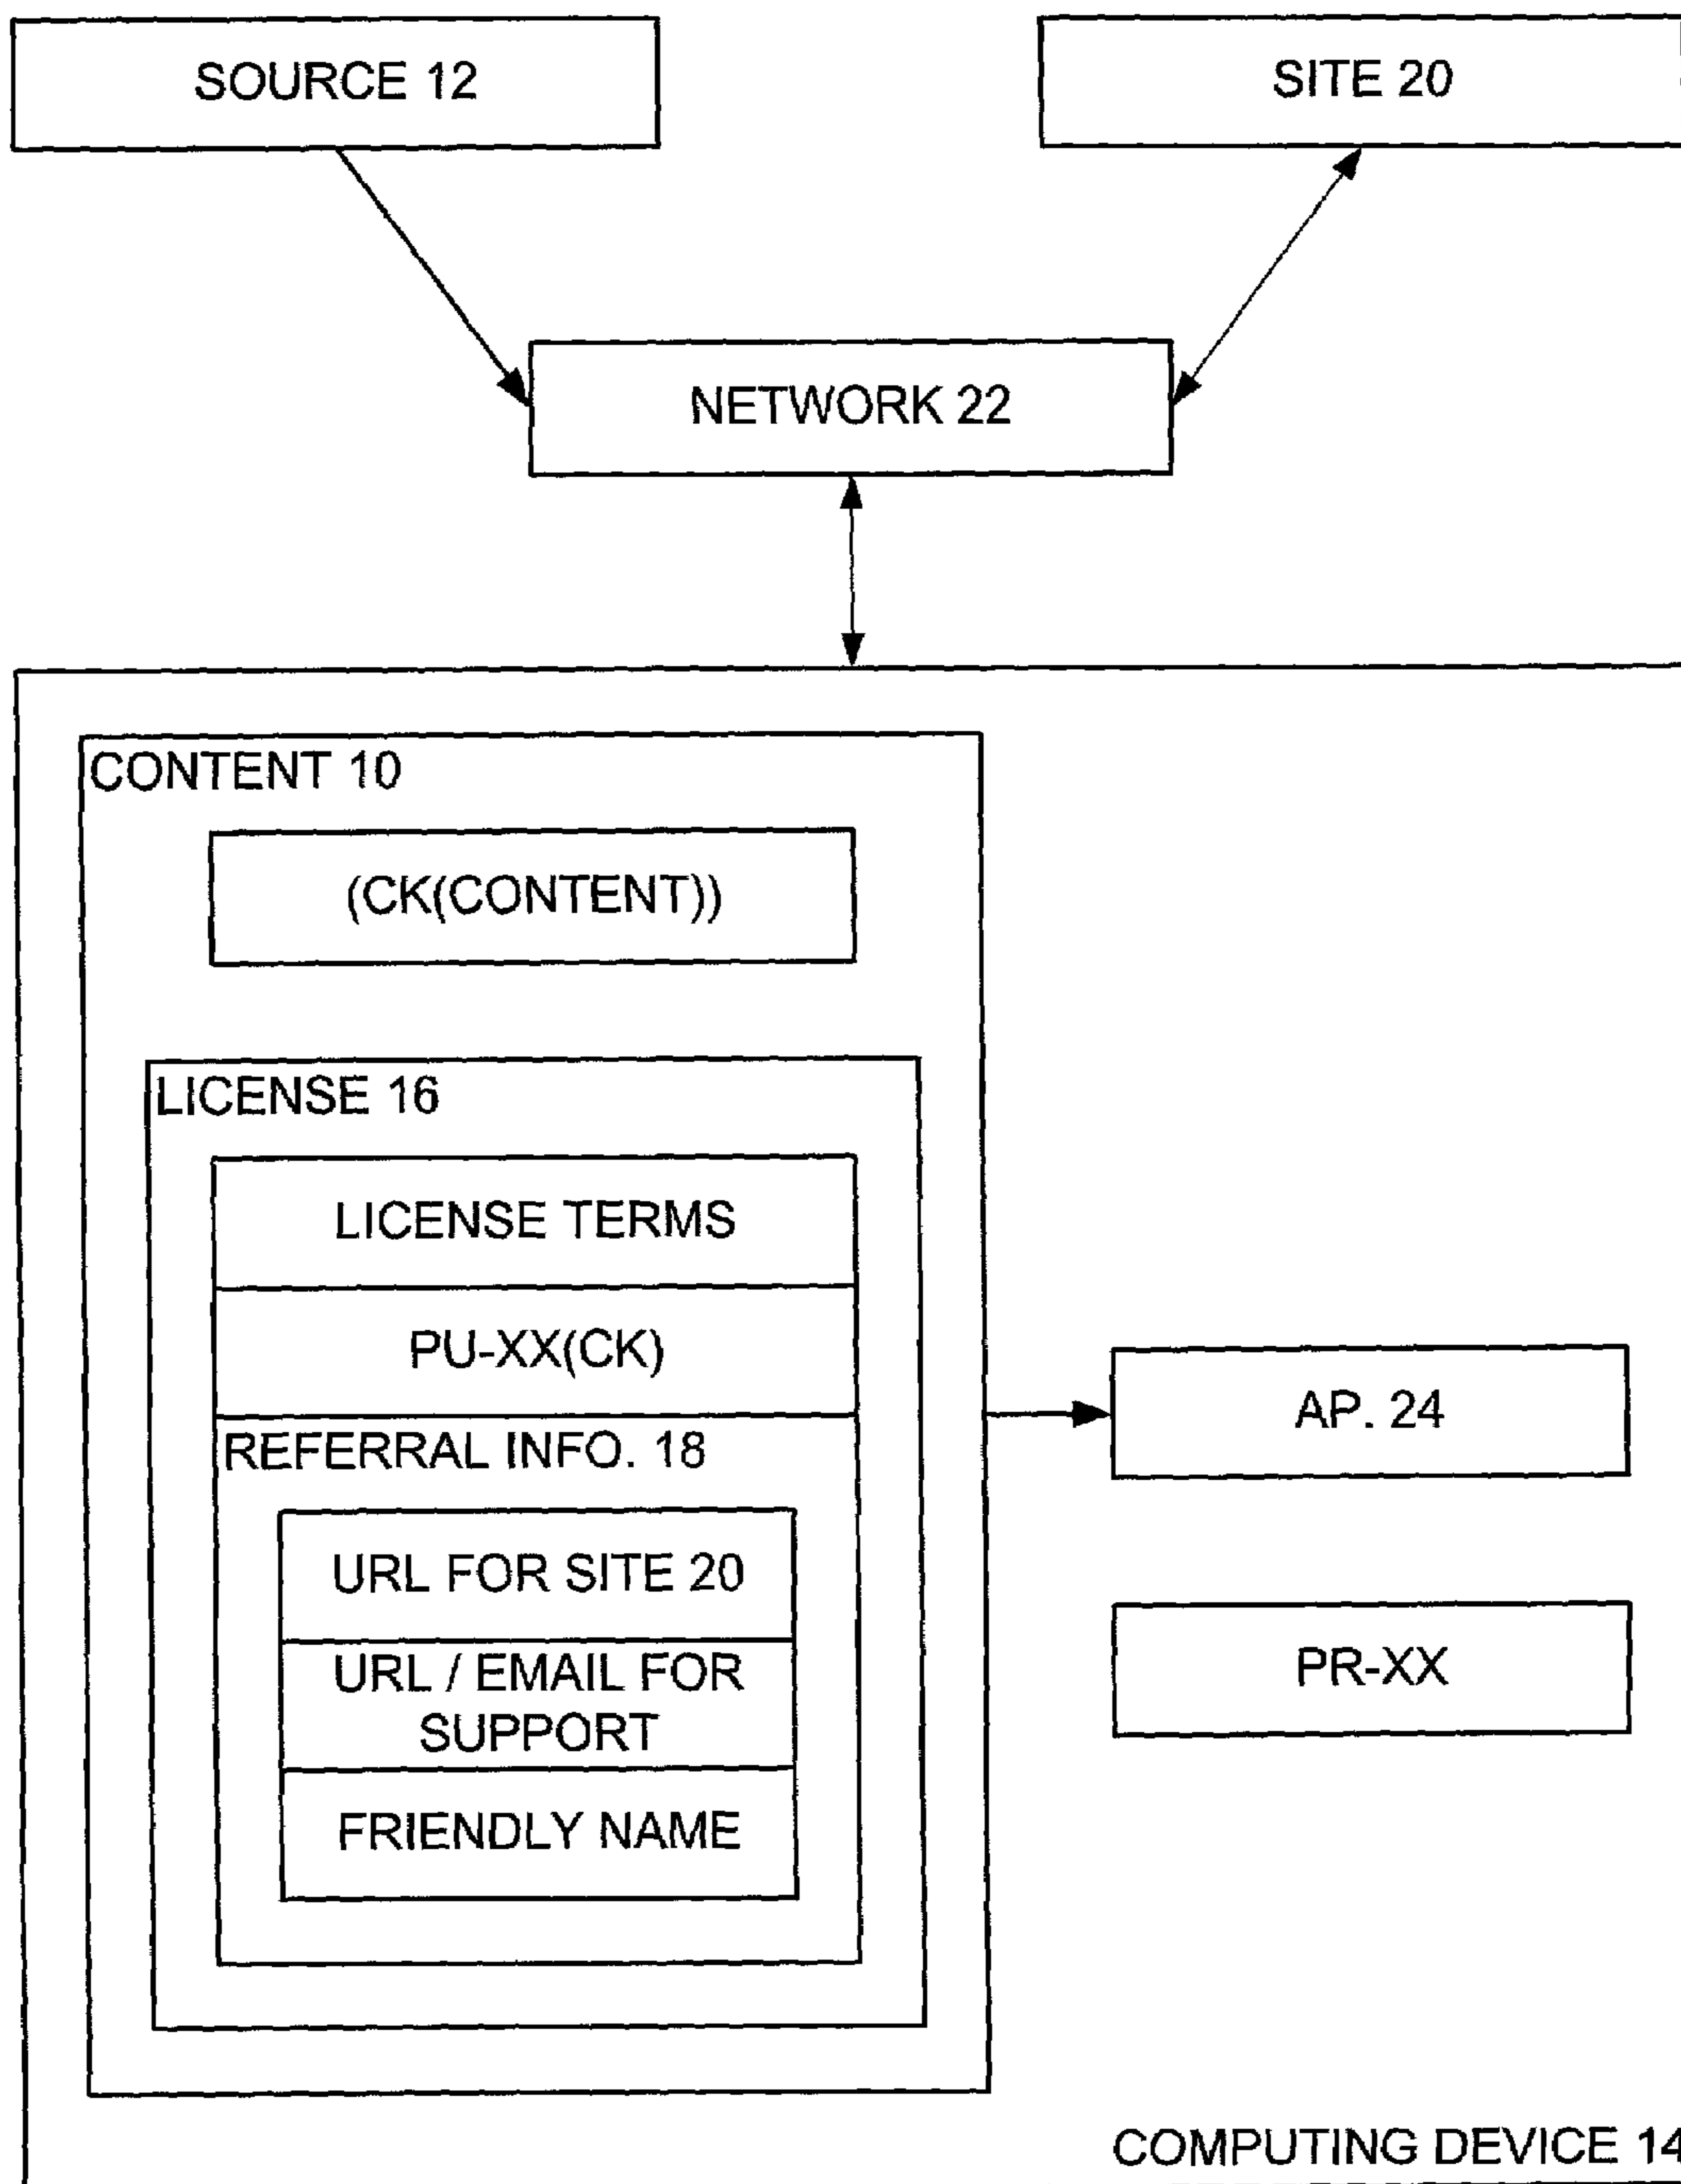 SOURCE 12
SITE 20
NETWORK 22
CONTENT 10
(CK(CONTENT))
LICENSE 16
LICENSE TERMS
PU-XX(CK)
REFERRAL INFO. 18
URL FOR SITE 20
URL / EMAIL FOR
SUPPORT
FRIENDLY NAME
AP. 24
PR-XX
COMPUTING DEVICE 14